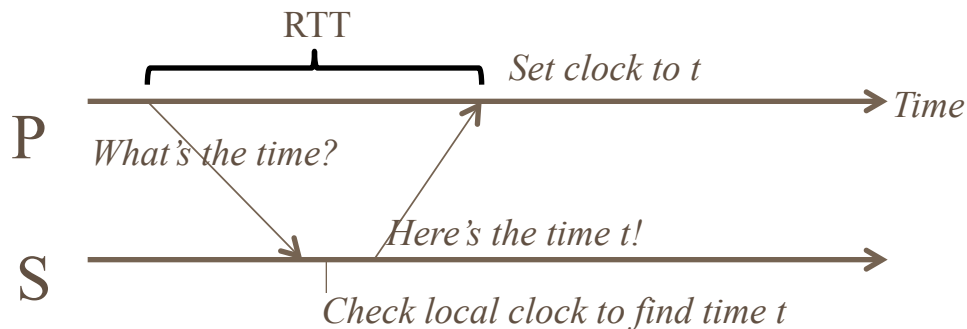 RTT
Set clock to t
Time
P
What's the time?
Here's the time t!
S
Check local clock to find time t